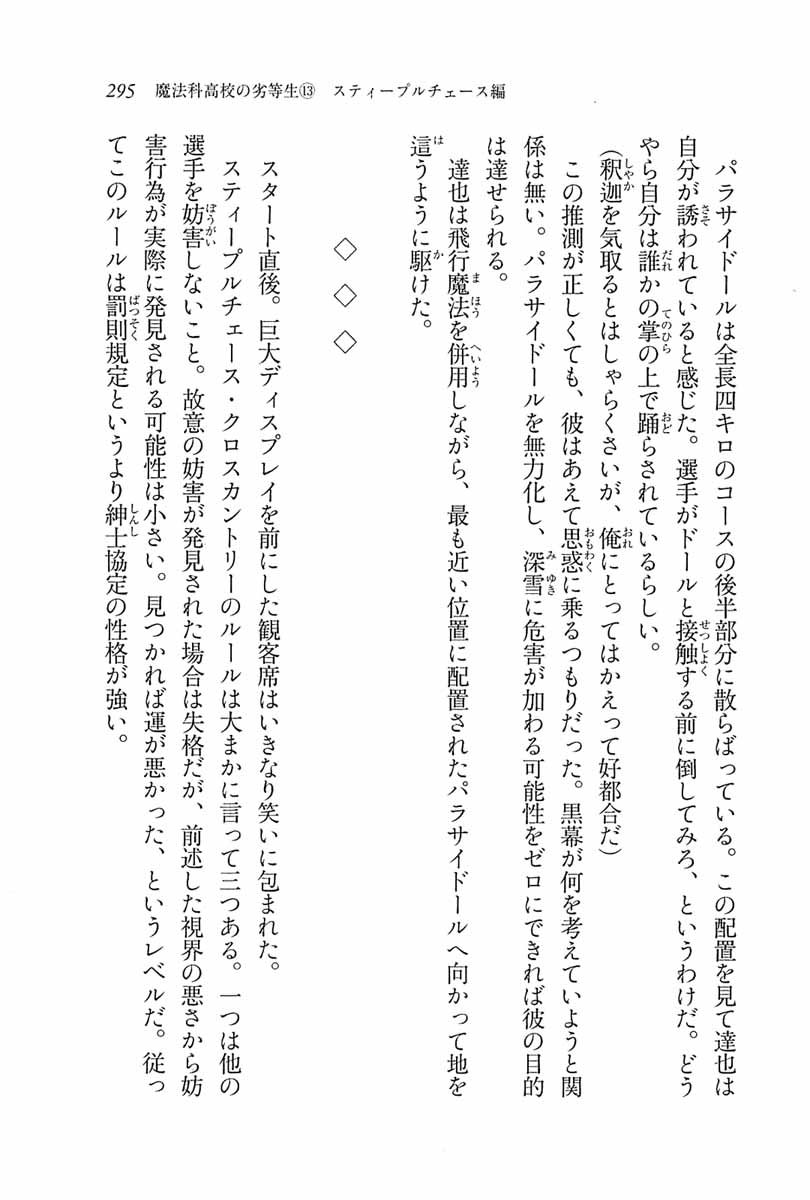 295　魔法科高校の劣等生⑬　スティープルチェース編
　パラサイドールは全長四キロのコースの後半部分に散らばっている。この配置を見て達也は
自分が誘われていると感じた。選手がドールと接触する前に倒してみろ、というわけだ。どう
やら自分は誰かの掌の上で踊らされているらしい。
（釈迦を気取るとはしゃらくさいが、俺にとってはかえって好都合だ）
　この推測が正しくても、彼はあえて思惑に乗るつもりだった。黒幕が何を考えていようと関
係は無い。パラサイドールを無力化し、深雪に危害が加わる可能性をゼロにできれば彼の目的
は達せられる。
　達也は飛行魔法を併用しながら、最も近い位置に配置されたパラサイドールへ向かって地を
這うように駆けた。
◇　◇　◇
　スタート直後。巨大ディスプレイを前にした観客席はいきなり笑いに包まれた。
　スティープルチェース・クロスカントリーのルールは大まかに言って三つある。一つは他の
選手を妨害しないこと。故意の妨害が発見された場合は失格だが、前述した視界の悪さから妨
害行為が実際に発見される可能性は小さい。見つかれば運が悪かった、というレベルだ。従っ
てこのルールは罰則規定というより紳士協定の性格が強い。